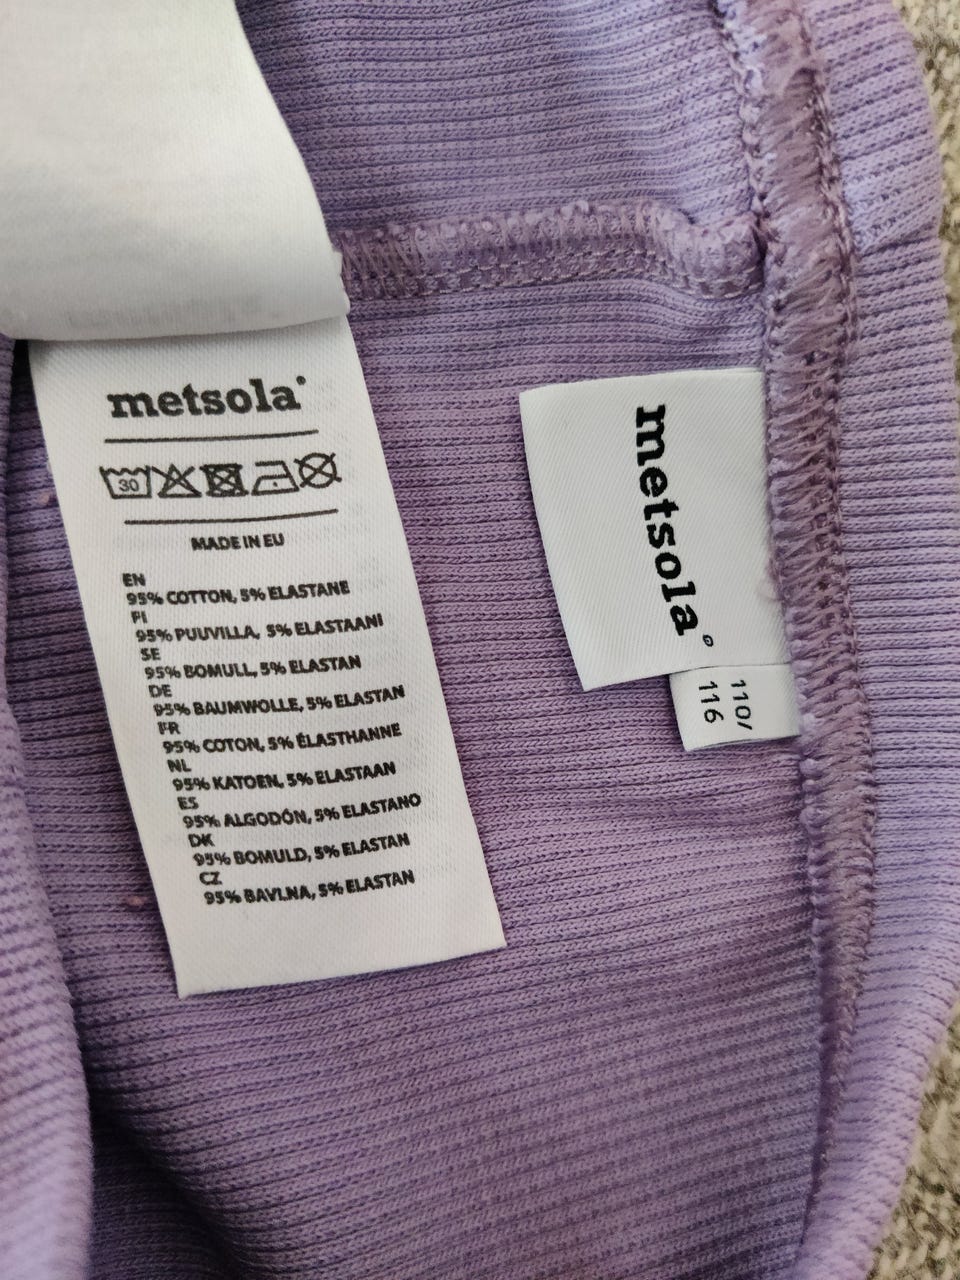 metsola
30
MADE IN EU
EN
95% COTTON, 5% ELASTANE
FI
95% PUUVILLA, 5% ELASTAANI
SE
95% BOMULL, 5% ELASTAN
DE
95% BAUMWOLLE, 5% ELASTAN
FR
95% COTON, 5% ÉLASTHANNE
NL
95% KATOEN, 5% ELASTAAN
ES
95% ALGODÓN, 5% ELASTANO
DK
95% BOMULD, 5% ELASTAN
CZ
95% BAVLNA, 5% ELASTAN
metsola
110/
116